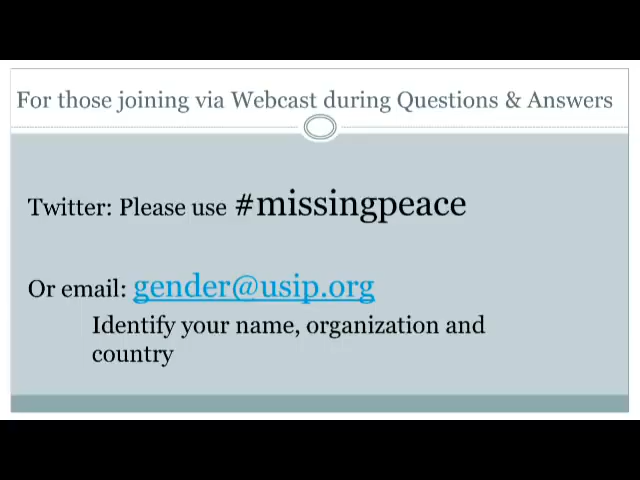 For those joining via Webcast during Questions & Answers
Twitter: Please use #missingpeace
Or email: gender@usip.org
Identify your name, organization and
country